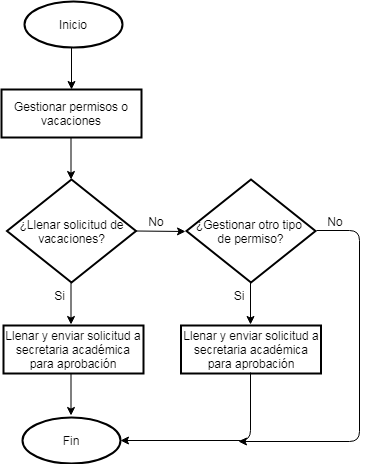 Inicio
Gestionar permisos o
vacaciones
¿Llenar solicitud de
vacaciones?
No
¿Gestionar otro tipo
de permiso?
No
Si
Si
Llenar y enviar solicitud a
secretaria académica
para aprobación
Llenar y enviar solicitud a
secretaria académica
para aprobación
Fin